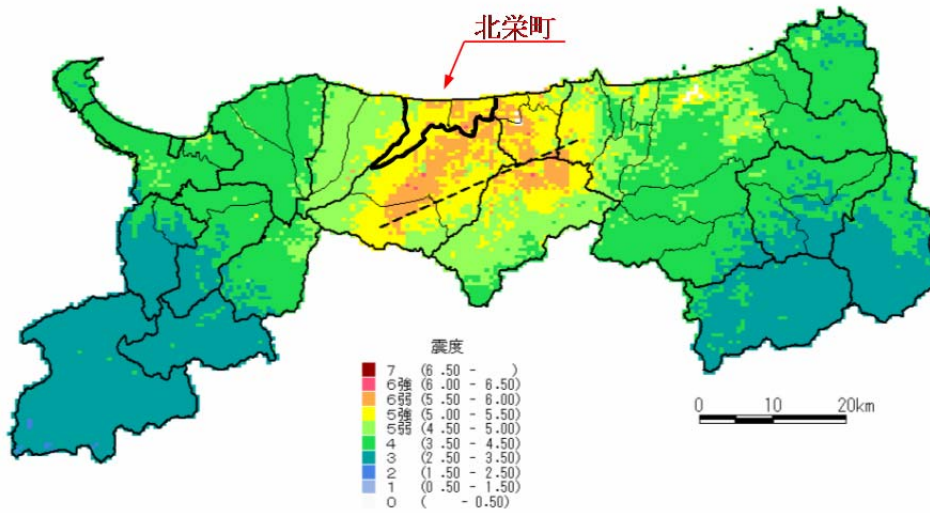 北栄町
震度
7 (6.50 -      )
6強 (6.00 - 6.50)
6弱 (5.50 - 6.00)
5強 (5.00 - 5.50)
5弱 (4.50 - 5.00)
4 (3.50 - 4.50)
3 (2.50 - 3.50)
2 (1.50 - 2.50)
1 (0.50 - 1.50)
0 (      - 0.50)
0 10 20km